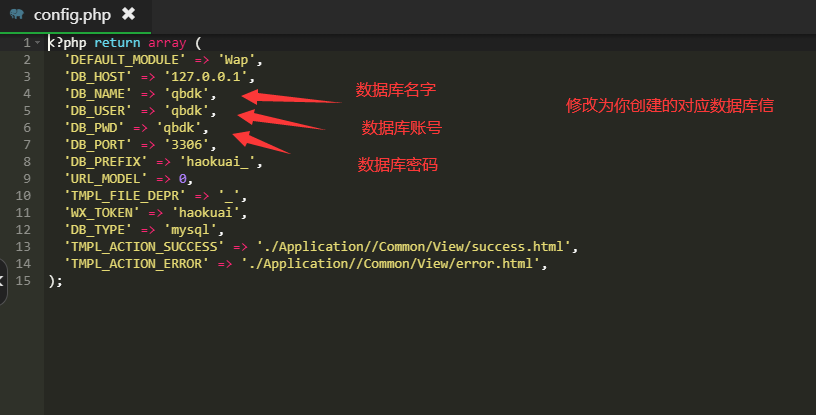 config.php ✖
1 <?php return array (
2 'DEFAULT_MODULE' => 'Wap',
3 'DB_HOST' => '127.0.0.1',
4 'DB_NAME' => 'qbdk', 数据库名字
5 'DB_USER' => 'qbdk', 修改为你创建的对应数据库信
6 'DB_PWD' => 'qbdk', 数据库账号
7 'DB_PORT' => '3306',
8 'DB_PREFIX' => 'haokuai_', 数据库密码
9 'URL_MODEL' => 0,
10 'TMPL_FILE_DEPR' => '_',
11 'WX_TOKEN' => 'haokuai',
12 'DB_TYPE' => 'mysql',
13 'TMPL_ACTION_SUCCESS' => './Application//Common/View/success.html',
14 'TMPL_ACTION_ERROR' => './Application//Common/View/error.html',
15 );